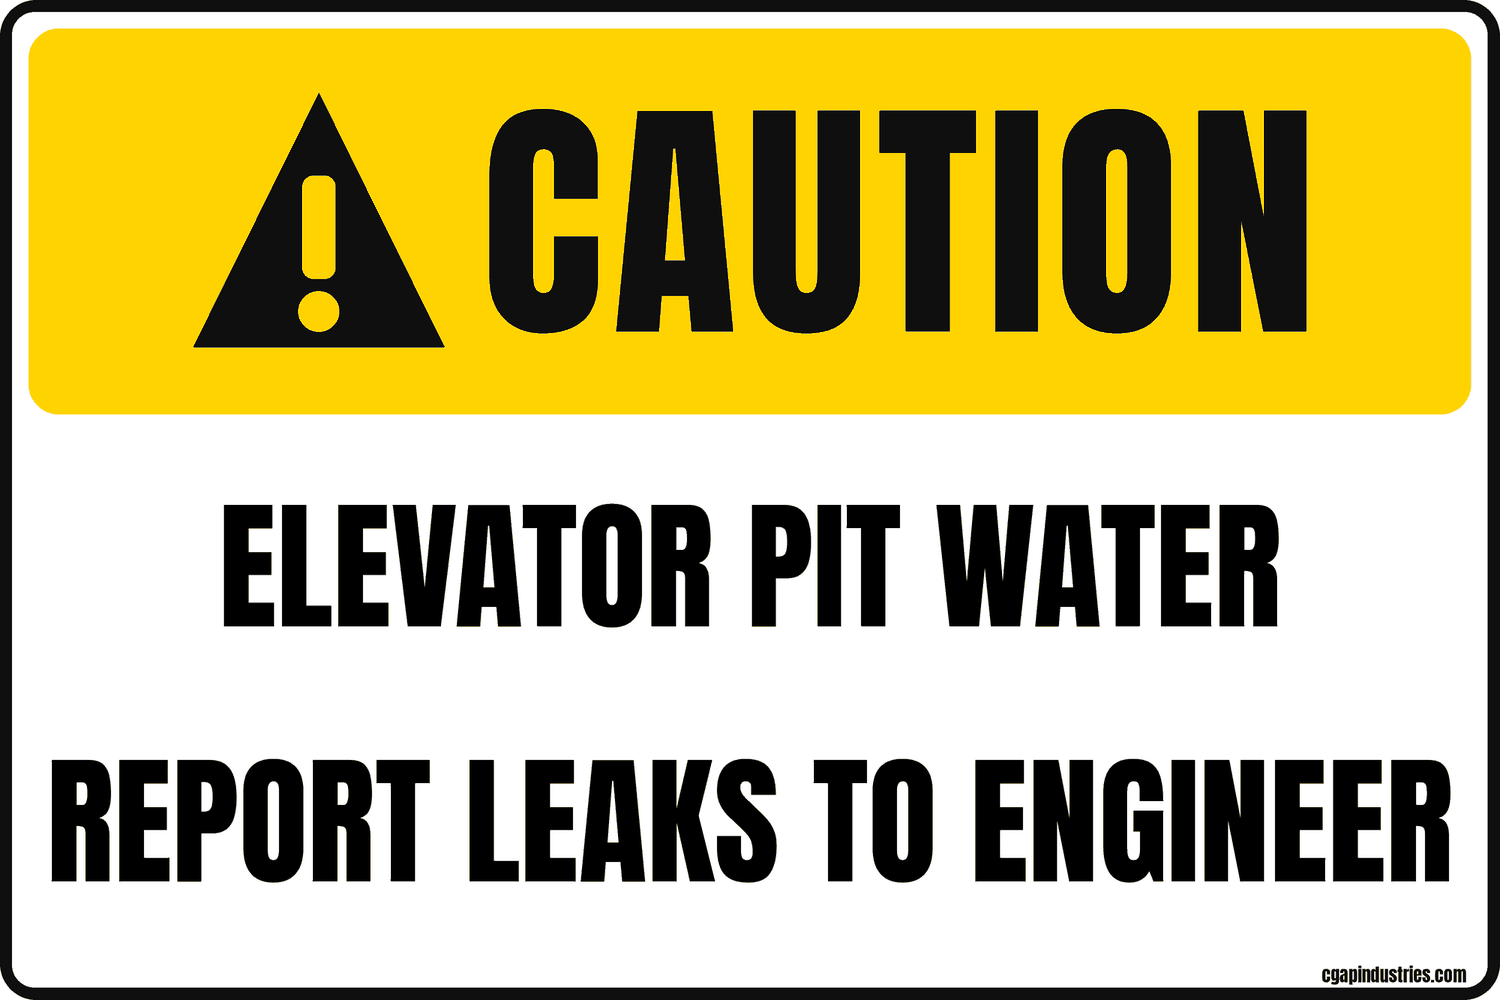 CAUTION
ELEVATOR PIT WATER
REPORT LEAKS TO ENGINEER
cgapindustries.com